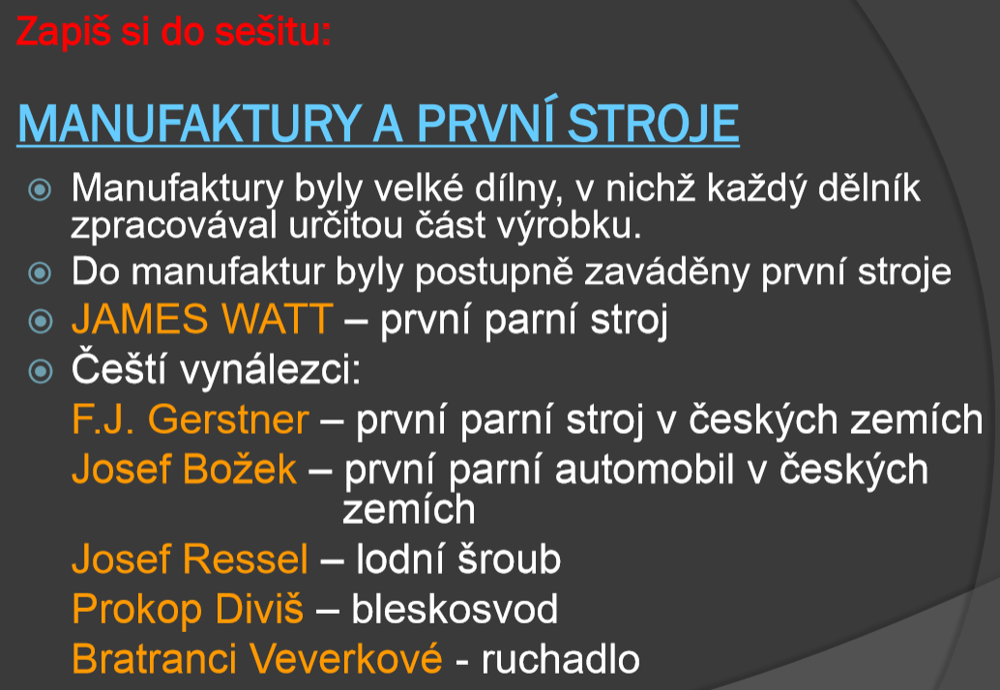 Zapiš si do sešitu:
MANUFAKTURY A PRVNÍ STROJE
Manufaktury byly velké dílny, v nichž každý dělník
zpracovával určitou část výrobku.
Do manufaktur byly postupně zaváděny první stroje
JAMES WATT – první parní stroj
Čeští vynálezci:
F.J. Gerstner – první parní stroj v českých zemích
Josef Božek – první parní automobil v českých
zemích
Josef Ressel – lodní šroub
Prokop Diviš – bleskosvod
Bratranci Veverkové - ruchadlo